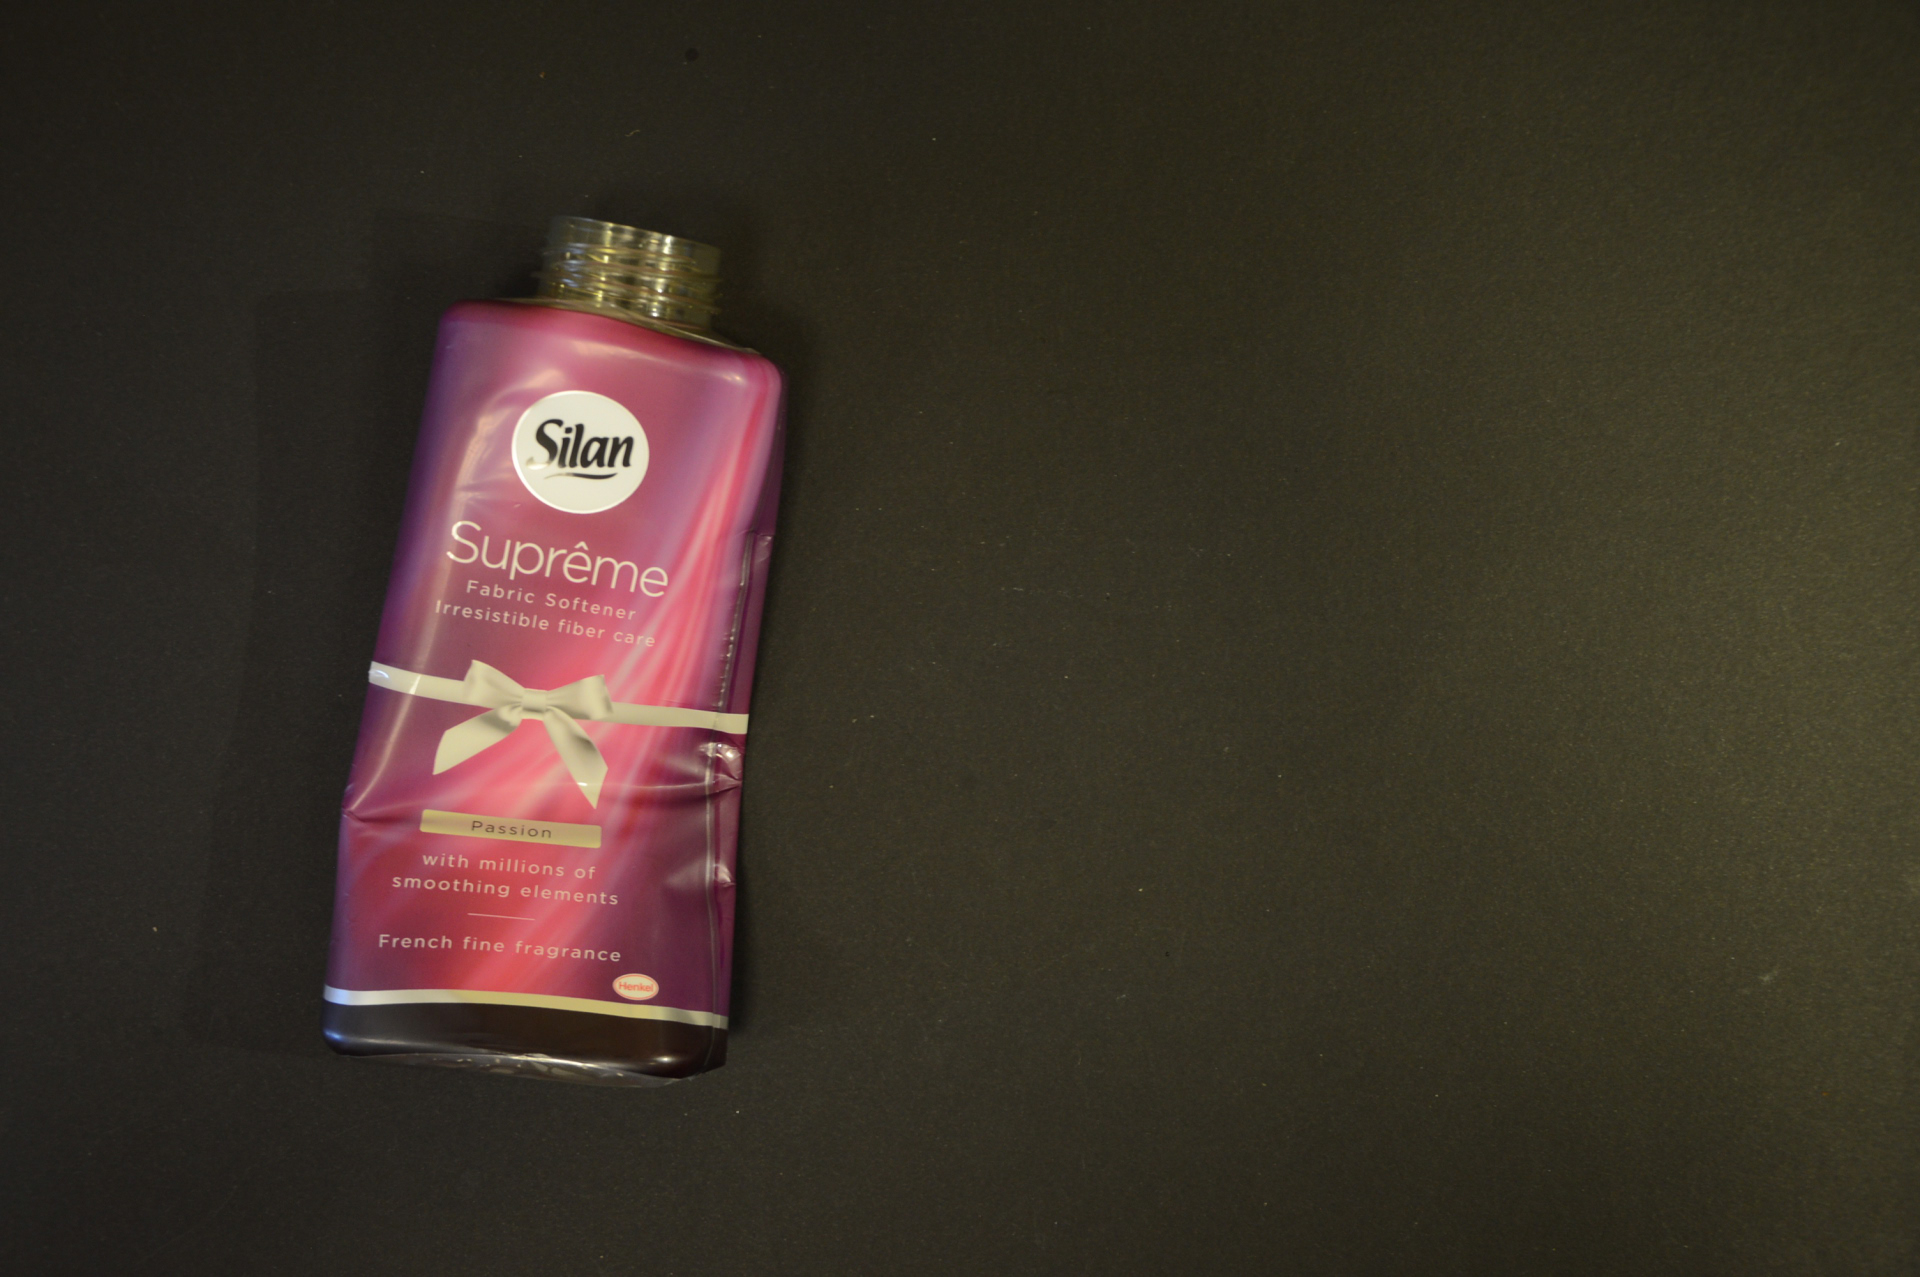 Silan
Suprême
Fabric Softener
Irresistible fiber care
Passion
with millions of
smoothing elements
French fine fragrance
Henkel